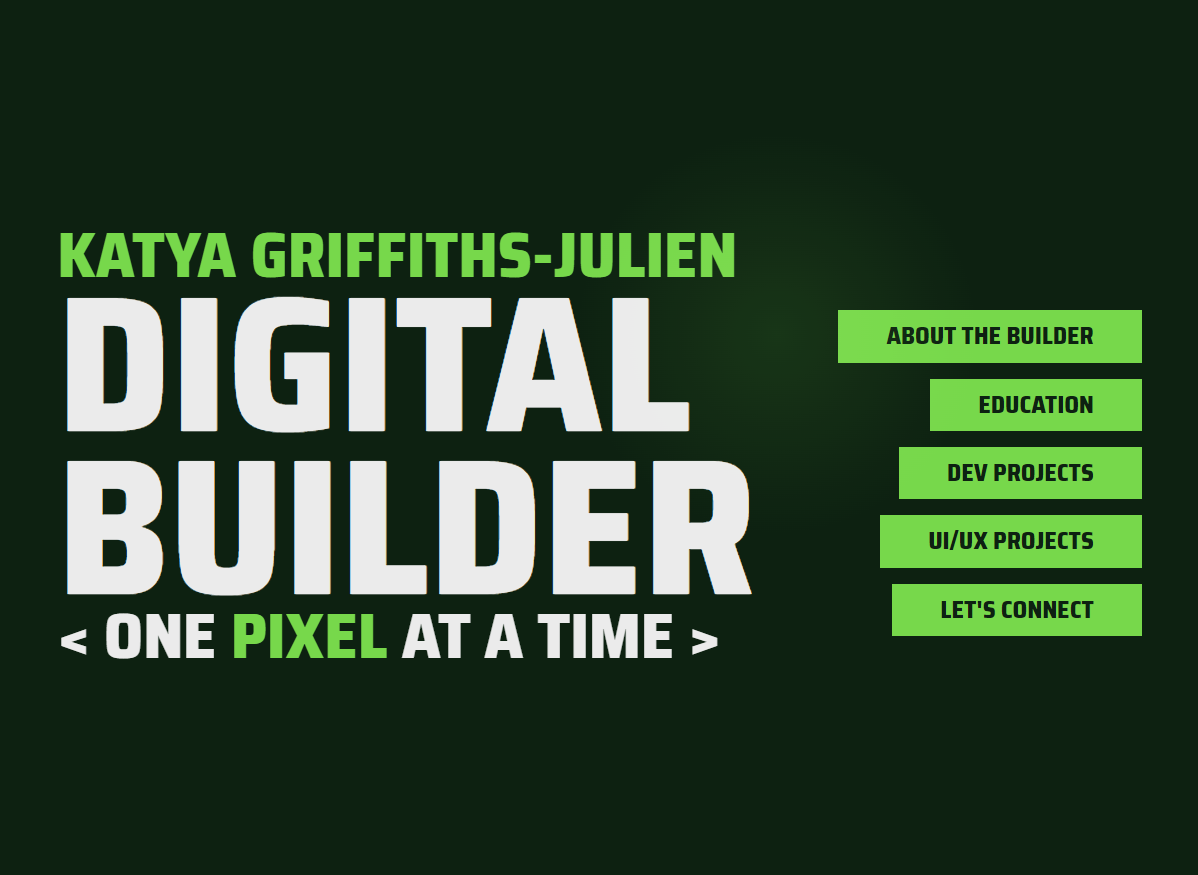 KATYA GRIFFITHS-JULIEN
DIGITAL
BUILDER
< ONE PIXEL AT A TIME >
ABOUT THE BUILDER
EDUCATION
DEV PROJECTS
UI/UX PROJECTS
LET'S CONNECT